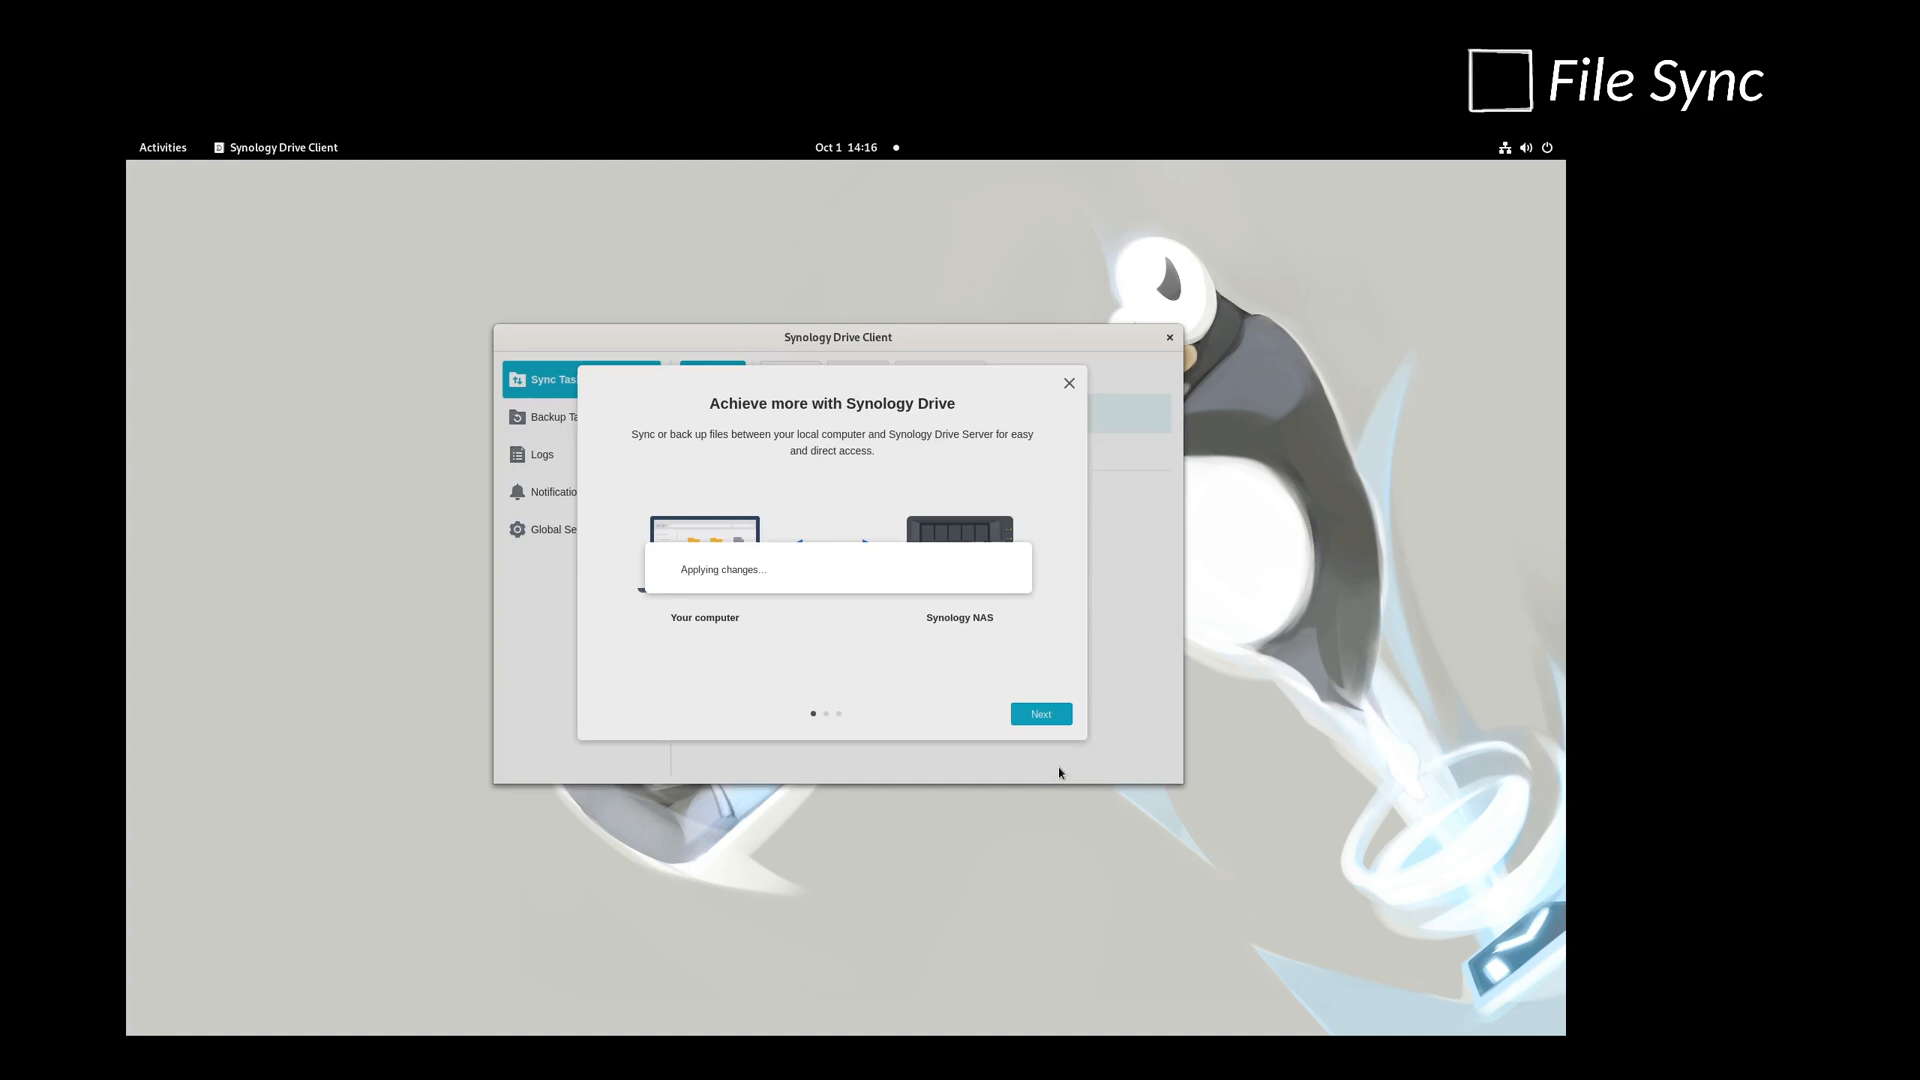 File Sync
Activities
Synology Drive Client
Oct 1 14:16
Synology Drive Client
Sync Tas
Backup Ta
Logs
Notificatio
Global Se
Achieve more with Synology Drive
Sync or back up files between your local computer and Synology Drive Server for easy
and direct access.
Applying changes...
Your computer
Synology NAS
Next